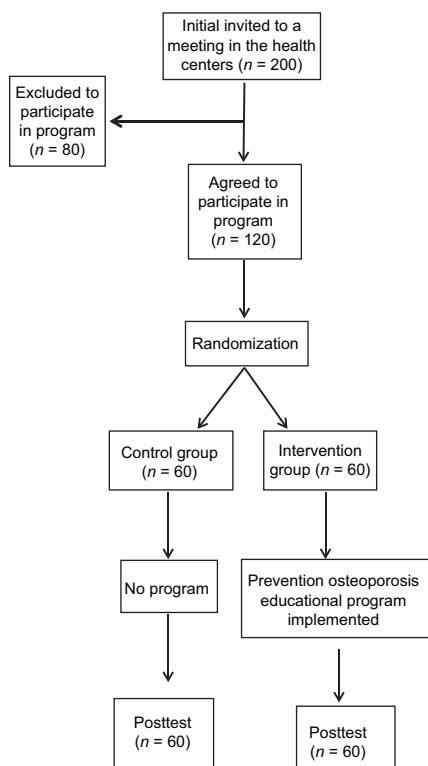 Initial invited to a
meeting in the health
centers (n = 200)
Excluded to
participate
in program
(n = 80)
Agreed to
participate in
program
(n = 120)
Randomization
Control group
(n = 60)
Intervention
group (n = 60)
No program
Prevention osteoporosis
educational program
implemented
Posttest
(n = 60)
Posttest
(n = 60)